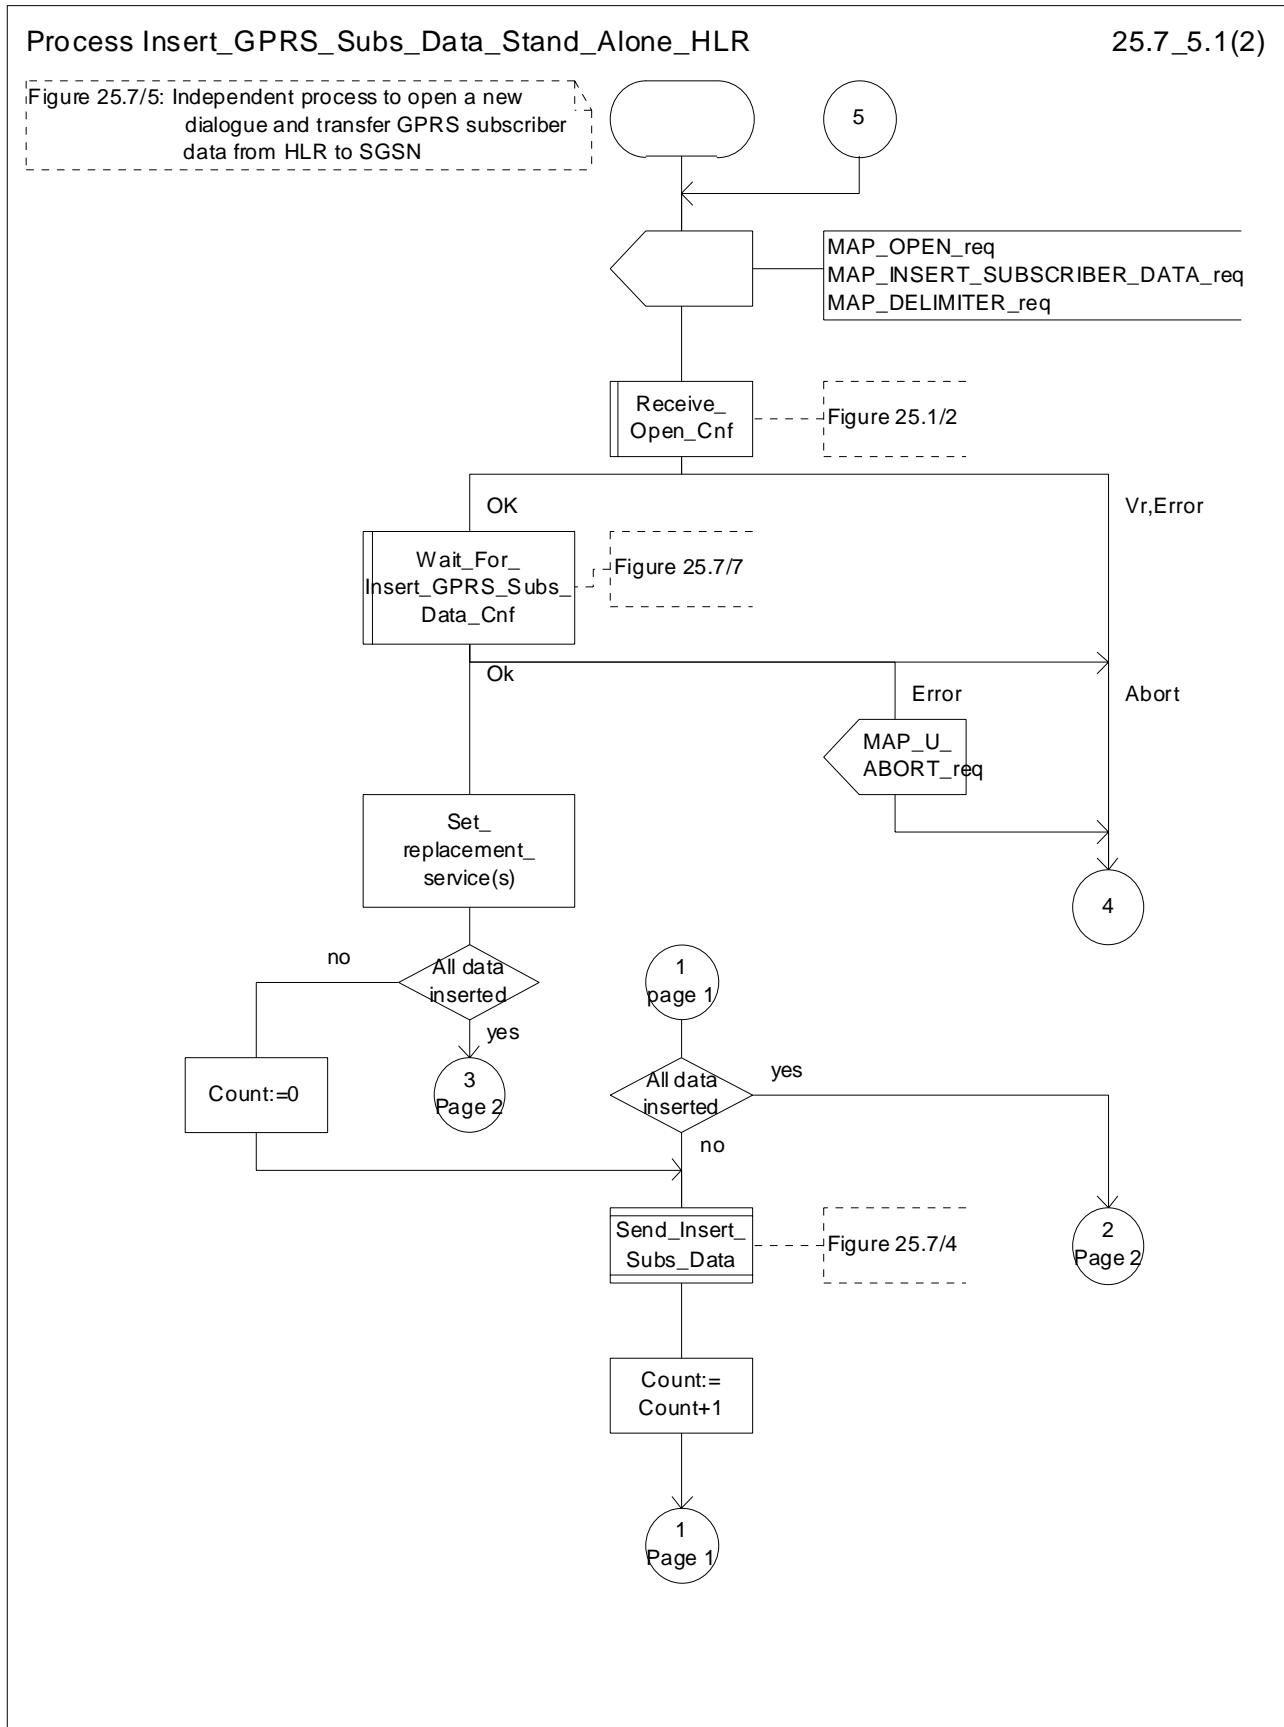 Process Insert_GPRS_Subs_Data_Stand_Alone_HLR
25.7_5.1(2)
Figure 25.7/5: Independent process to open a new
dialogue and transfer GPRS subscriber
data from HLR to SGSN
5
MAP_OPEN_req
MAP_INSERT_SUBSCRIBER_DATA_req
MAP_DELIMITER_req
Receive_
Open_Cnf
Figure 25.1/2
OK
Vr,Error
Wait_For_
Insert_GPRS_Subs_
Data_Cnf
Figure 25.7/7
Ok
Error
Abort
MAP_U_
ABORT_req
Set_
replacement_
service(s)
4
no
All data
inserted
1
page 1
yes
Count:=0
3
Page 2
All data
inserted
yes
no
Send_Insert_
Subs_Data
Figure 25.7/4
2
Page 2
Count:=
Count+1
1
Page 1